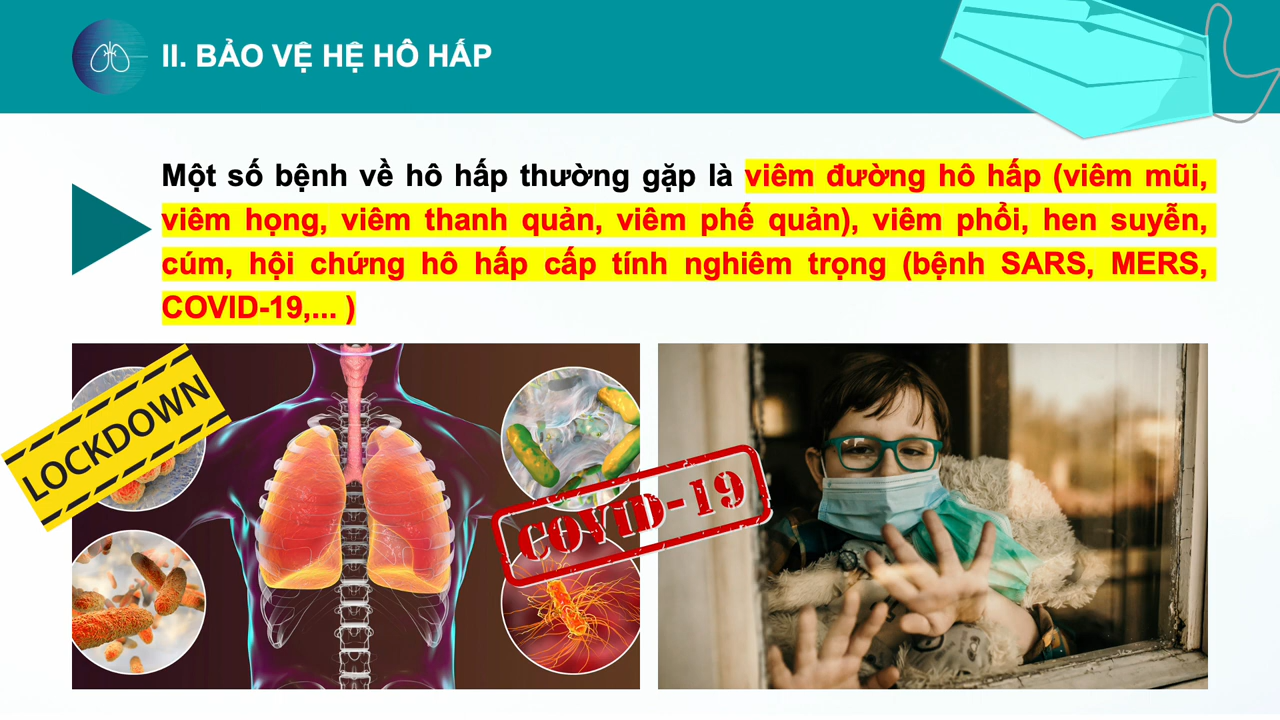 II. BẢO VỆ HỆ HÔ HẤP
Một số bệnh về hô hấp thường gặp là viêm đường hô hấp (viêm mũi,
viêm họng, viêm thanh quản, viêm phế quản), viêm phổi, hen suyễn,
cúm, hội chứng hô hấp cấp tính nghiêm trọng (bệnh SARS, MERS,
COVID-19,... )
LOCKDOWN
COVID-19